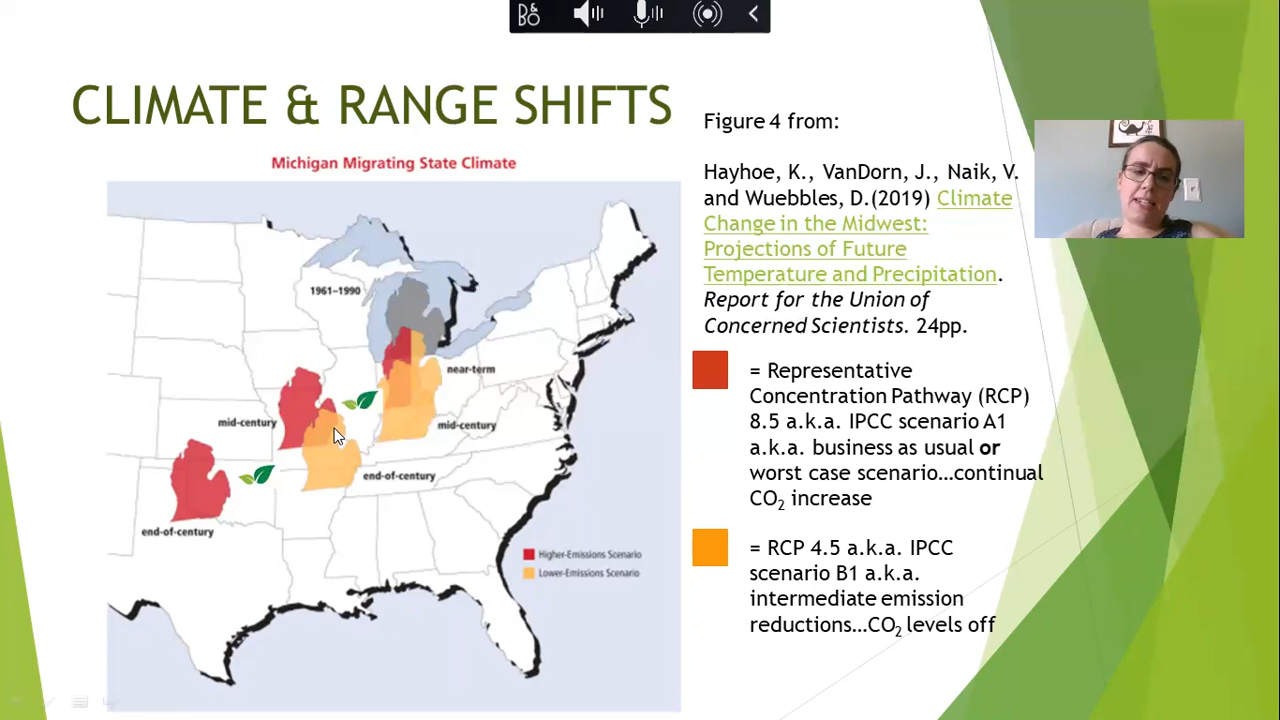 B&O
CLIMATE & RANGE SHIFTS
Michigan Migrating State Climate
1961–1990
near-term
mid-century
mid-century
end-of-century
end-of-century
Higher-Emissions Scenario
Lower-Emissions Scenario
Figure 4 from:
Hayhoe, K., VanDorn, J., Naik, V.
and Wuebbles, D.(2019) Climate
Change in the Midwest:
Projections of Future
Temperature and Precipitation.
Report for the Union of
Concerned Scientists. 24pp.
= Representative
Concentration Pathway (RCP)
8.5 a.k.a. IPCC scenario A1
a.k.a. business as usual or
worst case scenario…continual
CO₂ increase
= RCP 4.5 a.k.a. IPCC
scenario B1 a.k.a.
intermediate emission
reductions…CO₂ levels off